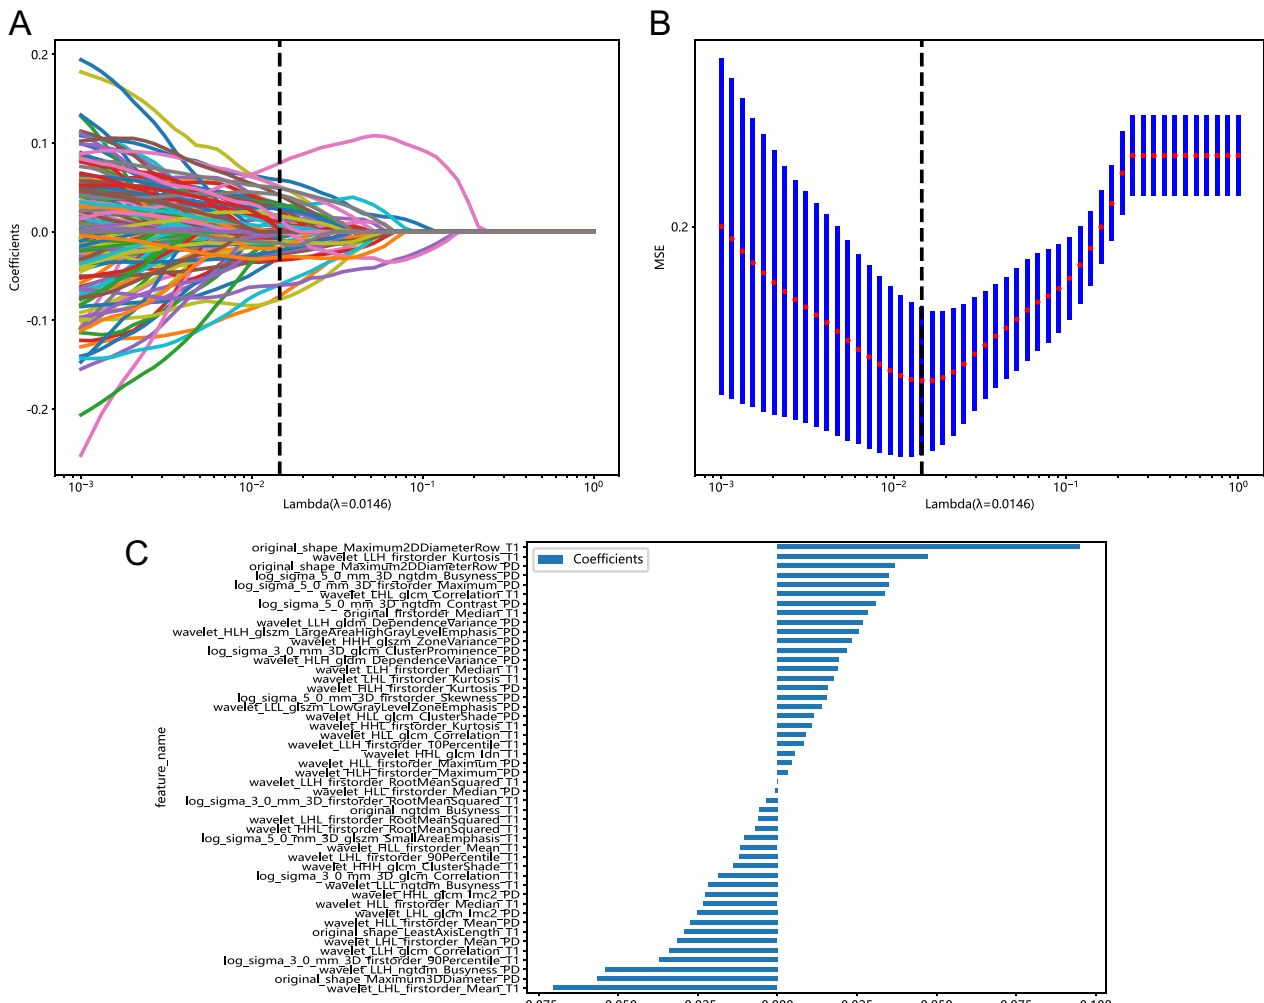 A
B
0.2
0.1
0.0
-0.1
-0.2
Coefficients
10⁻³
10⁻²
10⁻¹
10⁰
Lambda(λ=0.0146)
0.2
MSE
10⁻³
10⁻²
10⁻¹
10⁰
Lambda(λ=0.0146)
C
Coefficients
feature_name
original_shape_Maximum2DDiameterRow_T1
wavelet_LLH_firstorder_Kurtosis_T1
original_shape_Maximum2DDiameterRow_PD
log_sigma_5_0_mm_3D_ngtdm_Busyness_PD
log_sigma_5_0_mm_3D_firstorder_Maximum_PD
wavelet_LHL_glcm_Correlation_T1
log_sigma_5_0_mm_3D_ngtdm_Contrast_PD
original_firstorder_Median_T1
wavelet_LLH_gldm_DependenceVariance_PD
wavelet_HLH_glszm_LargeAreaHighGrayLevelEmphasis_PD
wavelet_HHH_glszm_ZoneVariance_PD
log_sigma_3_0_mm_3D_glcm_ClusterProminence_PD
wavelet_HLH_gldm_DependenceVariance_PD
wavelet_LLH_firstorder_Median_T1
wavelet_LHL_firstorder_Kurtosis_T1
wavelet_HLH_firstorder_Kurtosis_PD
log_sigma_5_0_mm_3D_firstorder_Skewness_PD
wavelet_LLL_glszm_LowGrayLevelZoneEmphasis_PD
wavelet_HLL_glcm_ClusterShade_PD
wavelet_HHL_firstorder_Kurtosis_T1
wavelet_HLL_glcm_Correlation_T1
wavelet_LLH_firstorder_10Percentile_T1
wavelet_HHL_glcm_Idn_T1
wavelet_HLL_firstorder_Maximum_PD
wavelet_HLH_firstorder_Maximum_PD
wavelet_LLH_firstorder_RootMeanSquared_T1
wavelet_HLL_firstorder_Median_PD
log_sigma_3_0_mm_3D_firstorder_RootMeanSquared_T1
original_ngtdm_Busyness_T1
wavelet_LHL_firstorder_RootMeanSquared_T1
wavelet_HHL_firstorder_RootMeanSquared_T1
log_sigma_5_0_mm_3D_glszm_SmallAreaEmphasis_T1
wavelet_HLL_firstorder_Mean_T1
wavelet_LHL_firstorder_90Percentile_T1
wavelet_HHH_glcm_ClusterShade_T1
log_sigma_3_0_mm_3D_glcm_Correlation_T1
wavelet_LLL_ngtdm_Busyness_T1
wavelet_HHL_glcm_Imc2_PD
wavelet_HLL_firstorder_Median_T1
wavelet_LHL_glcm_Imc2_PD
wavelet_HLL_firstorder_Mean_PD
original_shape_LeastAxisLength_T1
wavelet_LHL_firstorder_Mean_PD
wavelet_LLH_glcm_Correlation_T1
log_sigma_3_0_mm_3D_firstorder_90Percentile_T1
wavelet_LLH_ngtdm_Busyness_PD
original_shape_Maximum3DDiameter_PD
wavelet_LHL_firstorder_Mean_T1